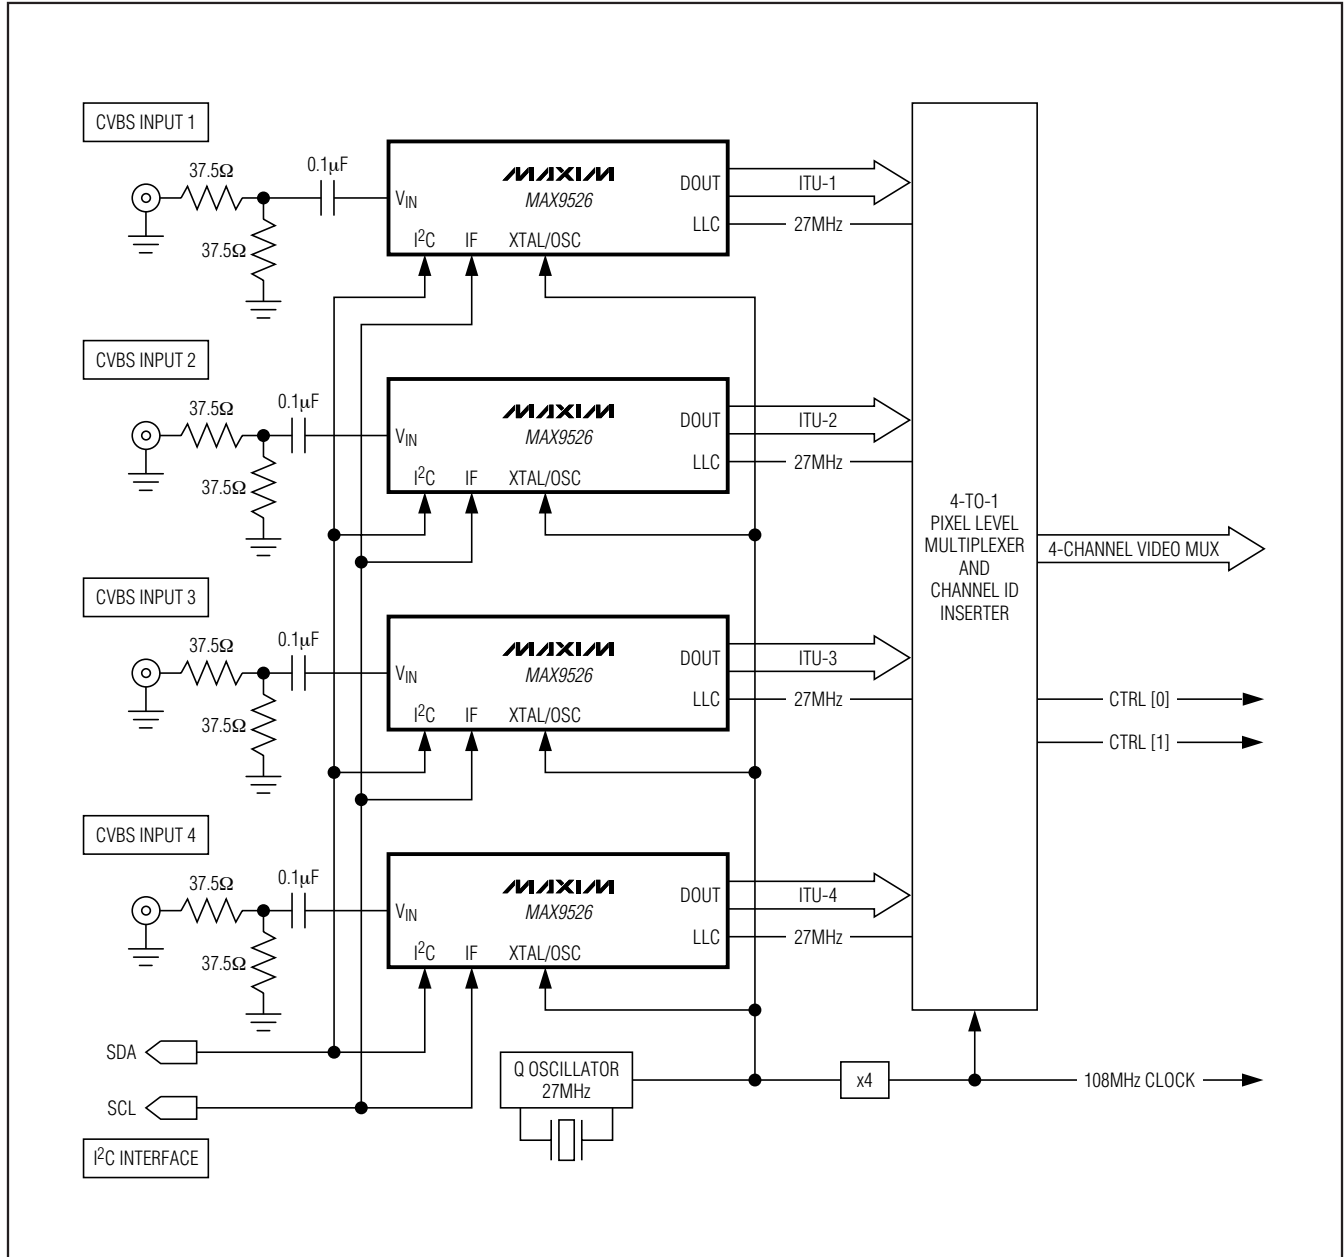 CVBS INPUT 1
37.5Ω
0.1µF
37.5Ω
VIN
MAXIM
MAX9526
DOUT
LLC
I2C IF XTAL/OSC
ITU-1
27MHz
CVBS INPUT 2
37.5Ω
0.1µF
37.5Ω
VIN
MAXIM
MAX9526
DOUT
LLC
I2C IF XTAL/OSC
ITU-2
27MHz
CVBS INPUT 3
37.5Ω
0.1µF
37.5Ω
VIN
MAXIM
MAX9526
DOUT
LLC
I2C IF XTAL/OSC
ITU-3
27MHz
CVBS INPUT 4
37.5Ω
0.1µF
37.5Ω
VIN
MAXIM
MAX9526
DOUT
LLC
I2C IF XTAL/OSC
ITU-4
27MHz
4-TO-1
PIXEL LEVEL
MULTIPLEXER
AND
CHANNEL ID
INSERTER
4-CHANNEL VIDEO MUX
CTRL [0]
CTRL [1]
SDA
SCL
I2C INTERFACE
Q OSCILLATOR
27MHz
x4
108MHz CLOCK